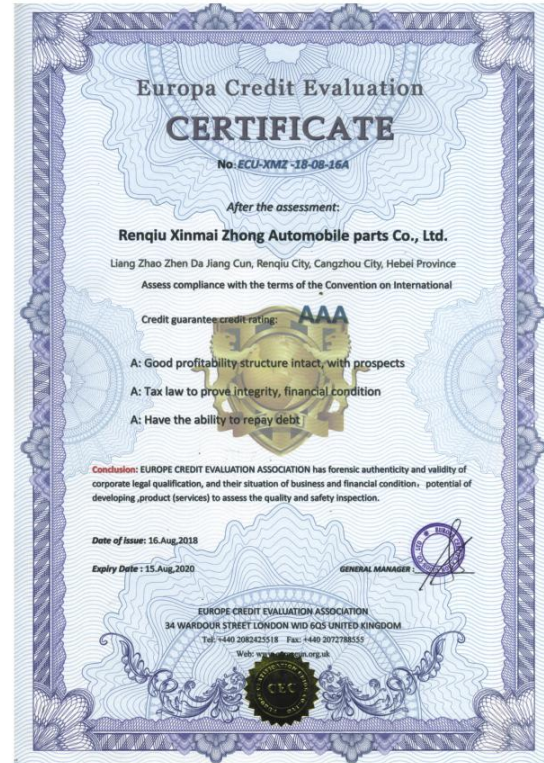 Europa Credit Evaluation
CERTIFICATE
No: ECU-XMZ -18-08-16A
After the assessment:
Renqiu Xinmai Zhong Automobile parts Co., Ltd.
Liang Zhao Zhen Da Jiang Cun, Renqiu City, Cangzhou City, Hebei Province
Assess compliance with the terms of the Convention on International
Credit guarantee credit rating: AAA
A: Good profitability structure intact, with prospects
A: Tax law to prove integrity, financial condition
A: Have the ability to repay debt
Conclusion: EUROPE CREDIT EVALUATION ASSOCIATION has forensic authenticity and validity of
corporate legal qualification, and their situation of business and financial condition, potential of
developing ,product (services) to assess the quality and safety inspection.
Date of Issue: 16.Aug,2018
Expiry Date : 15.Aug,2020
GENERAL MANAGER :
EUROPE CREDIT EVALUATION ASSOCIATION
34 WARDOUR STREET LONDON WID 6QS UNITED KINGDOM
Tel: +440 2082425518 Fax: +440 2072788555
Web:
CEC